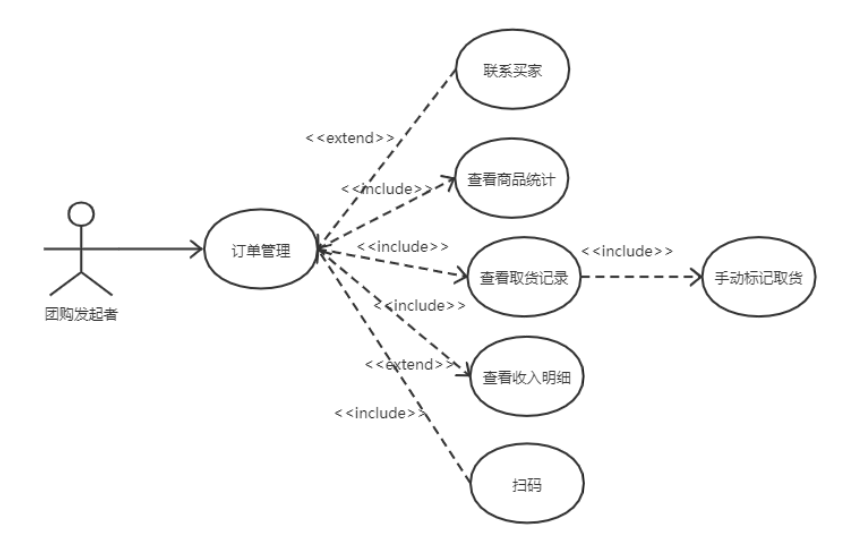 联系买家
<<extend>>
查看商品统计
<<include>>
订单管理
<<include>>
<<include>>
查看取货记录
手动标记取货
团购发起者
<<include>>
<<extend>>
查看收入明细
<<include>>
扫码